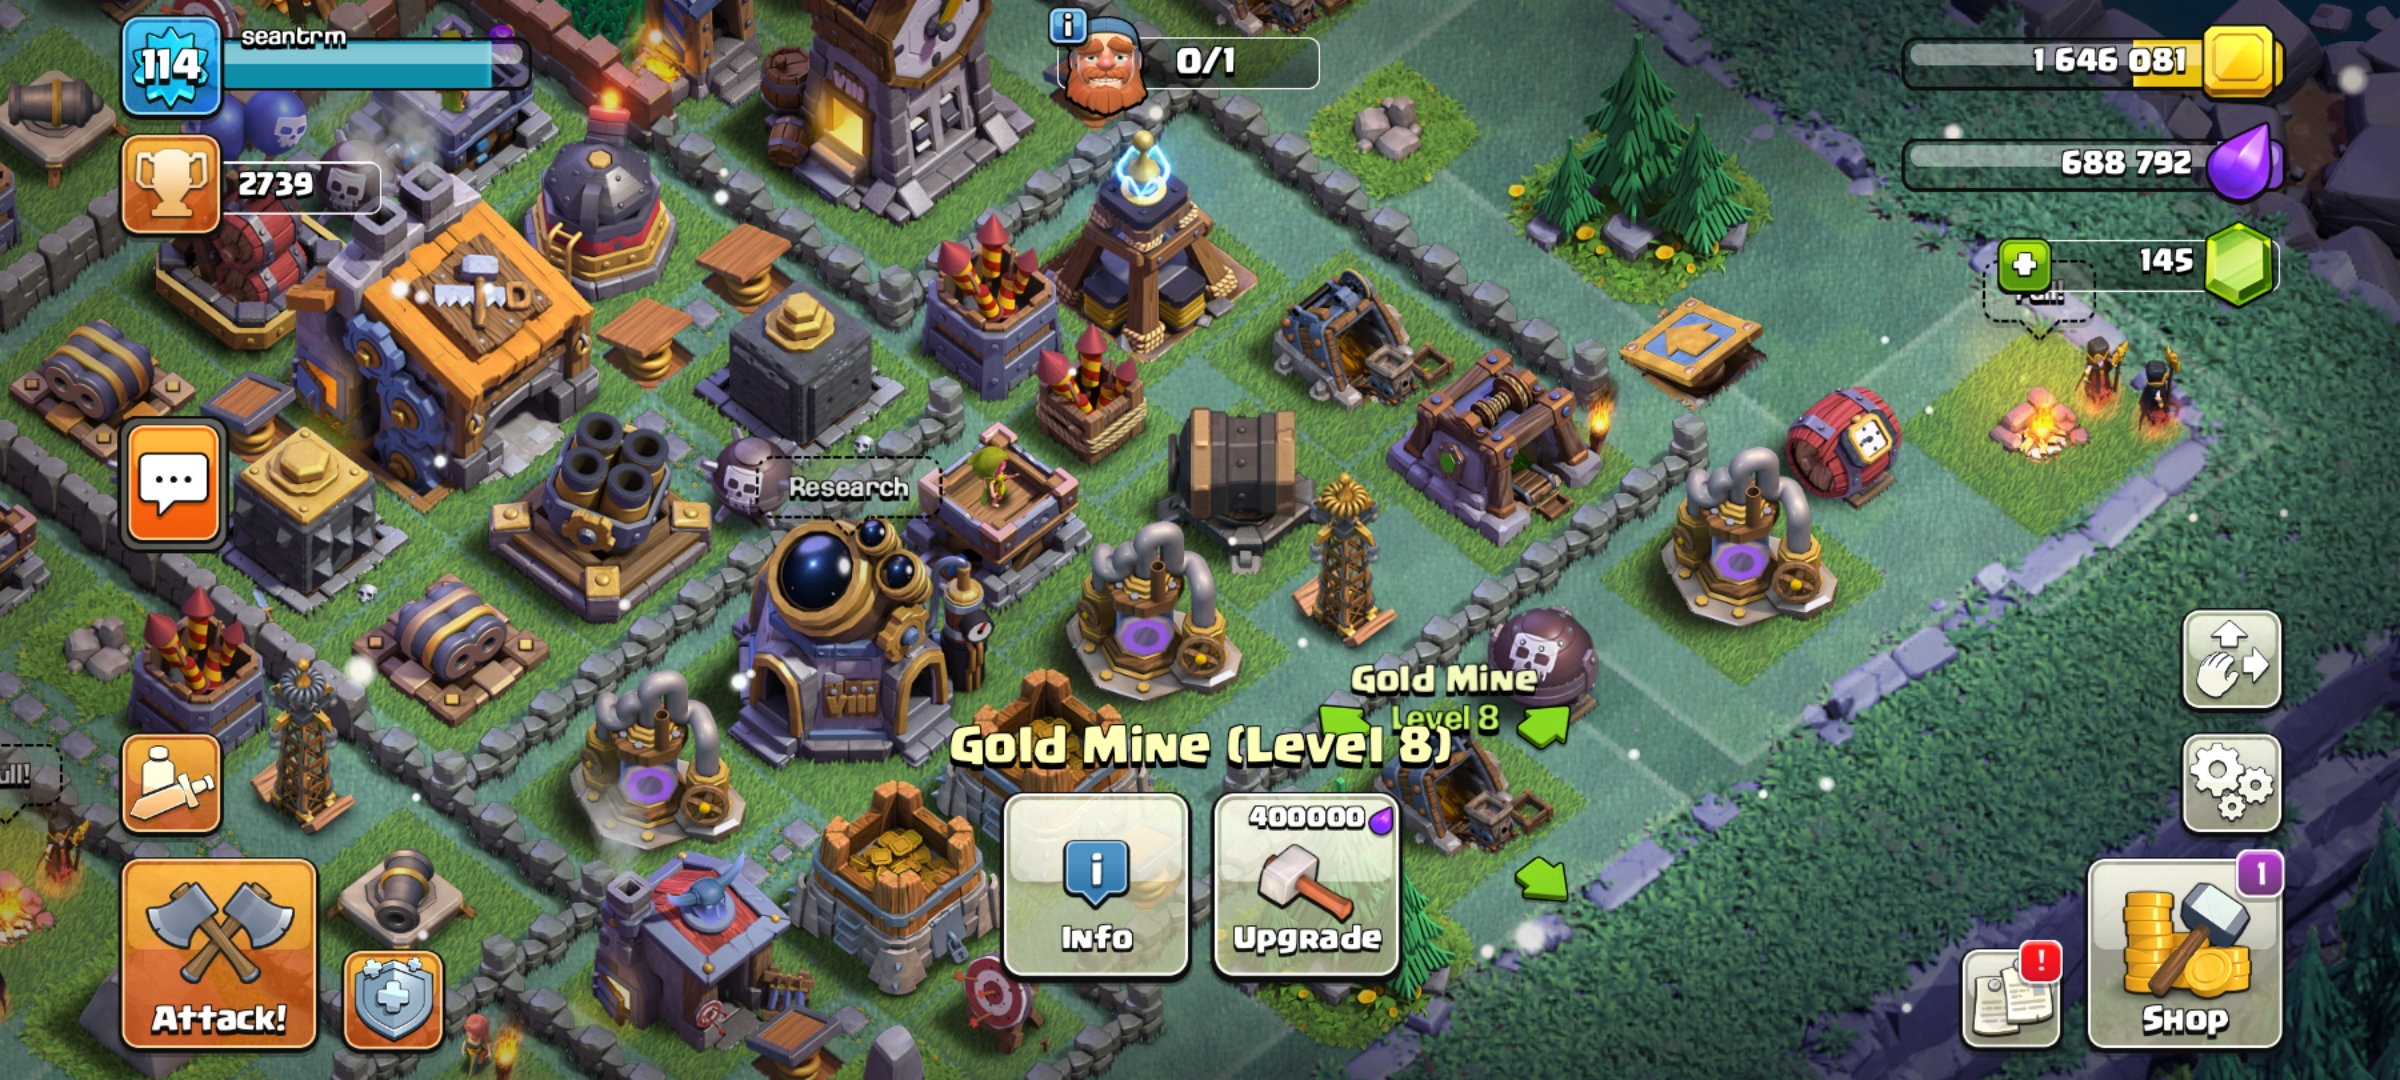 114
seantrm
0/1
1 646 081
2739
688 792
145
Research
VIII
Gold Mine
Level 8
Gold Mine (Level 8)
400000
Info
Upgrade
Attack!
1
!
Shop